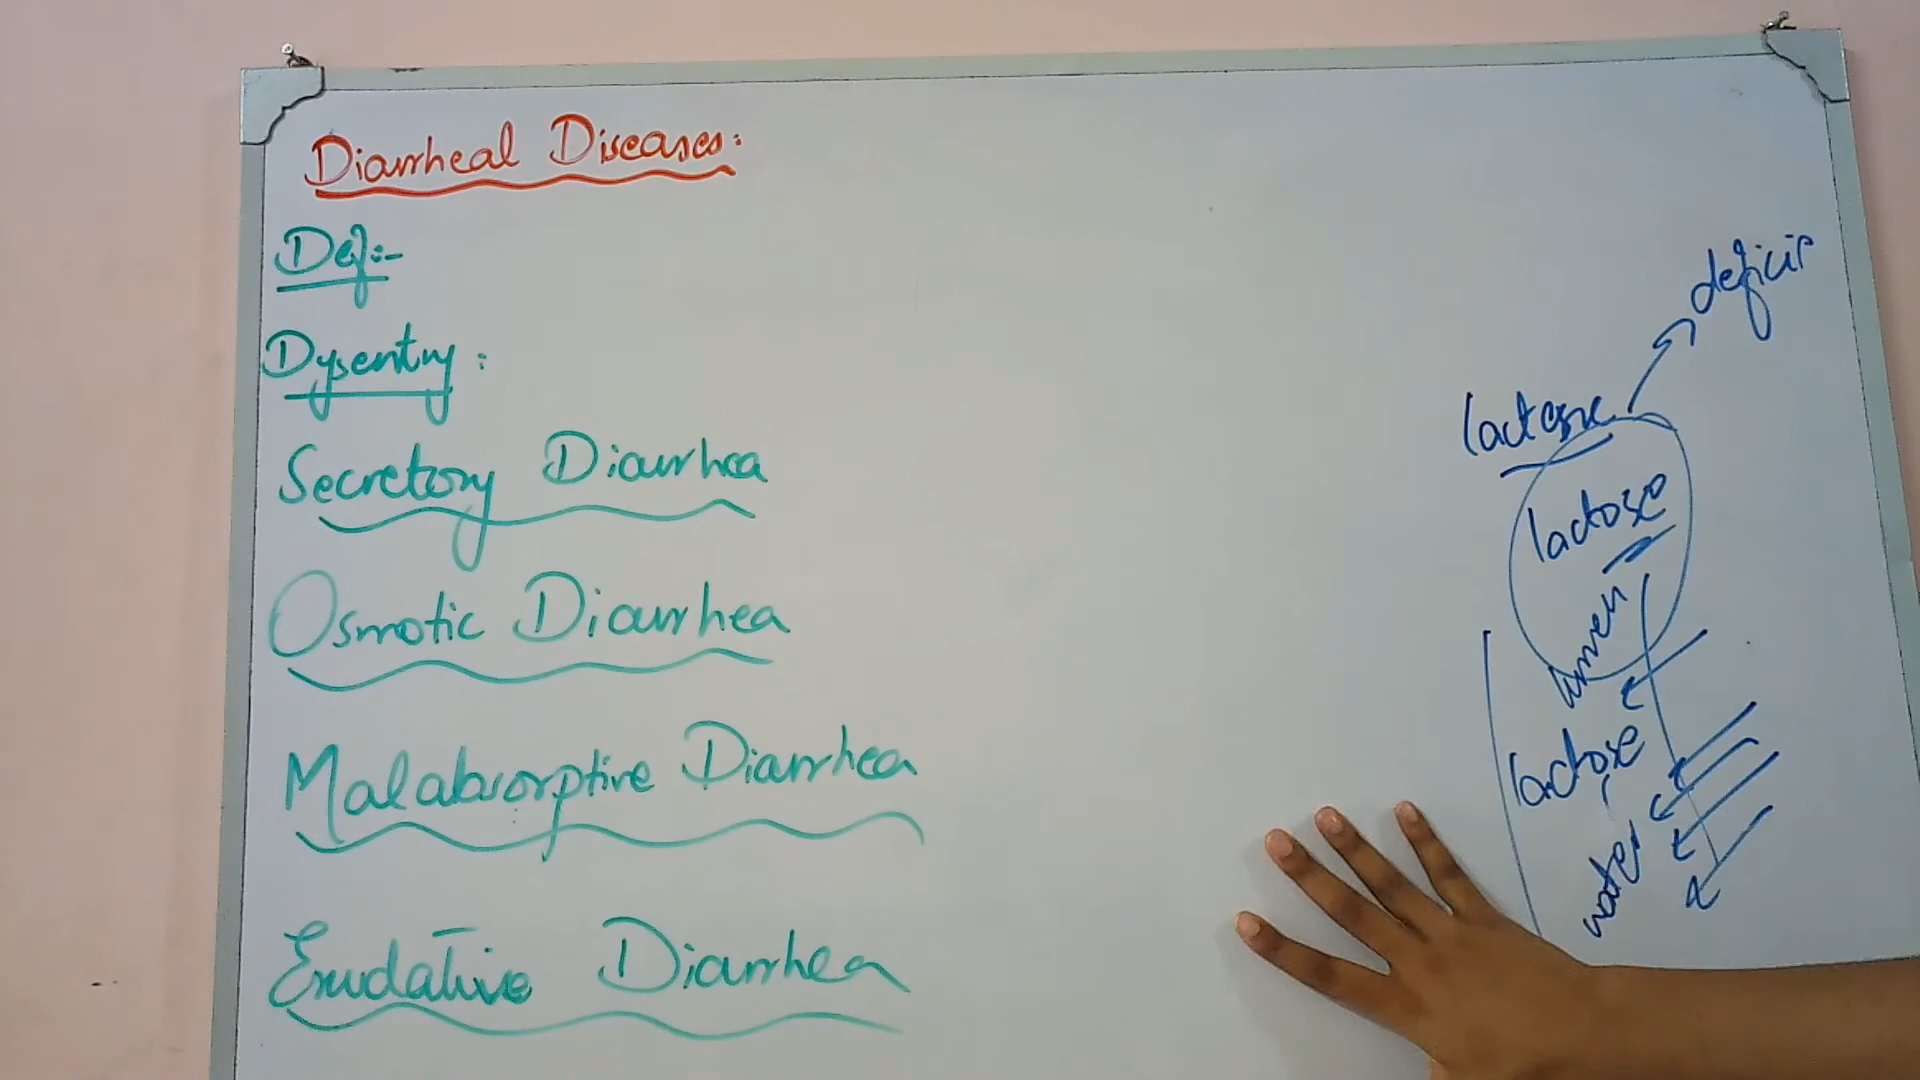 Diarrheal Diseases:
Def:-
Dysentry:
Secretory Diarrhea
Osmotic Diarrhea
Malabsorptive Diarrhea
Exudative Diarrhea
deficit
lactase
lactose
lumen
lactose
water